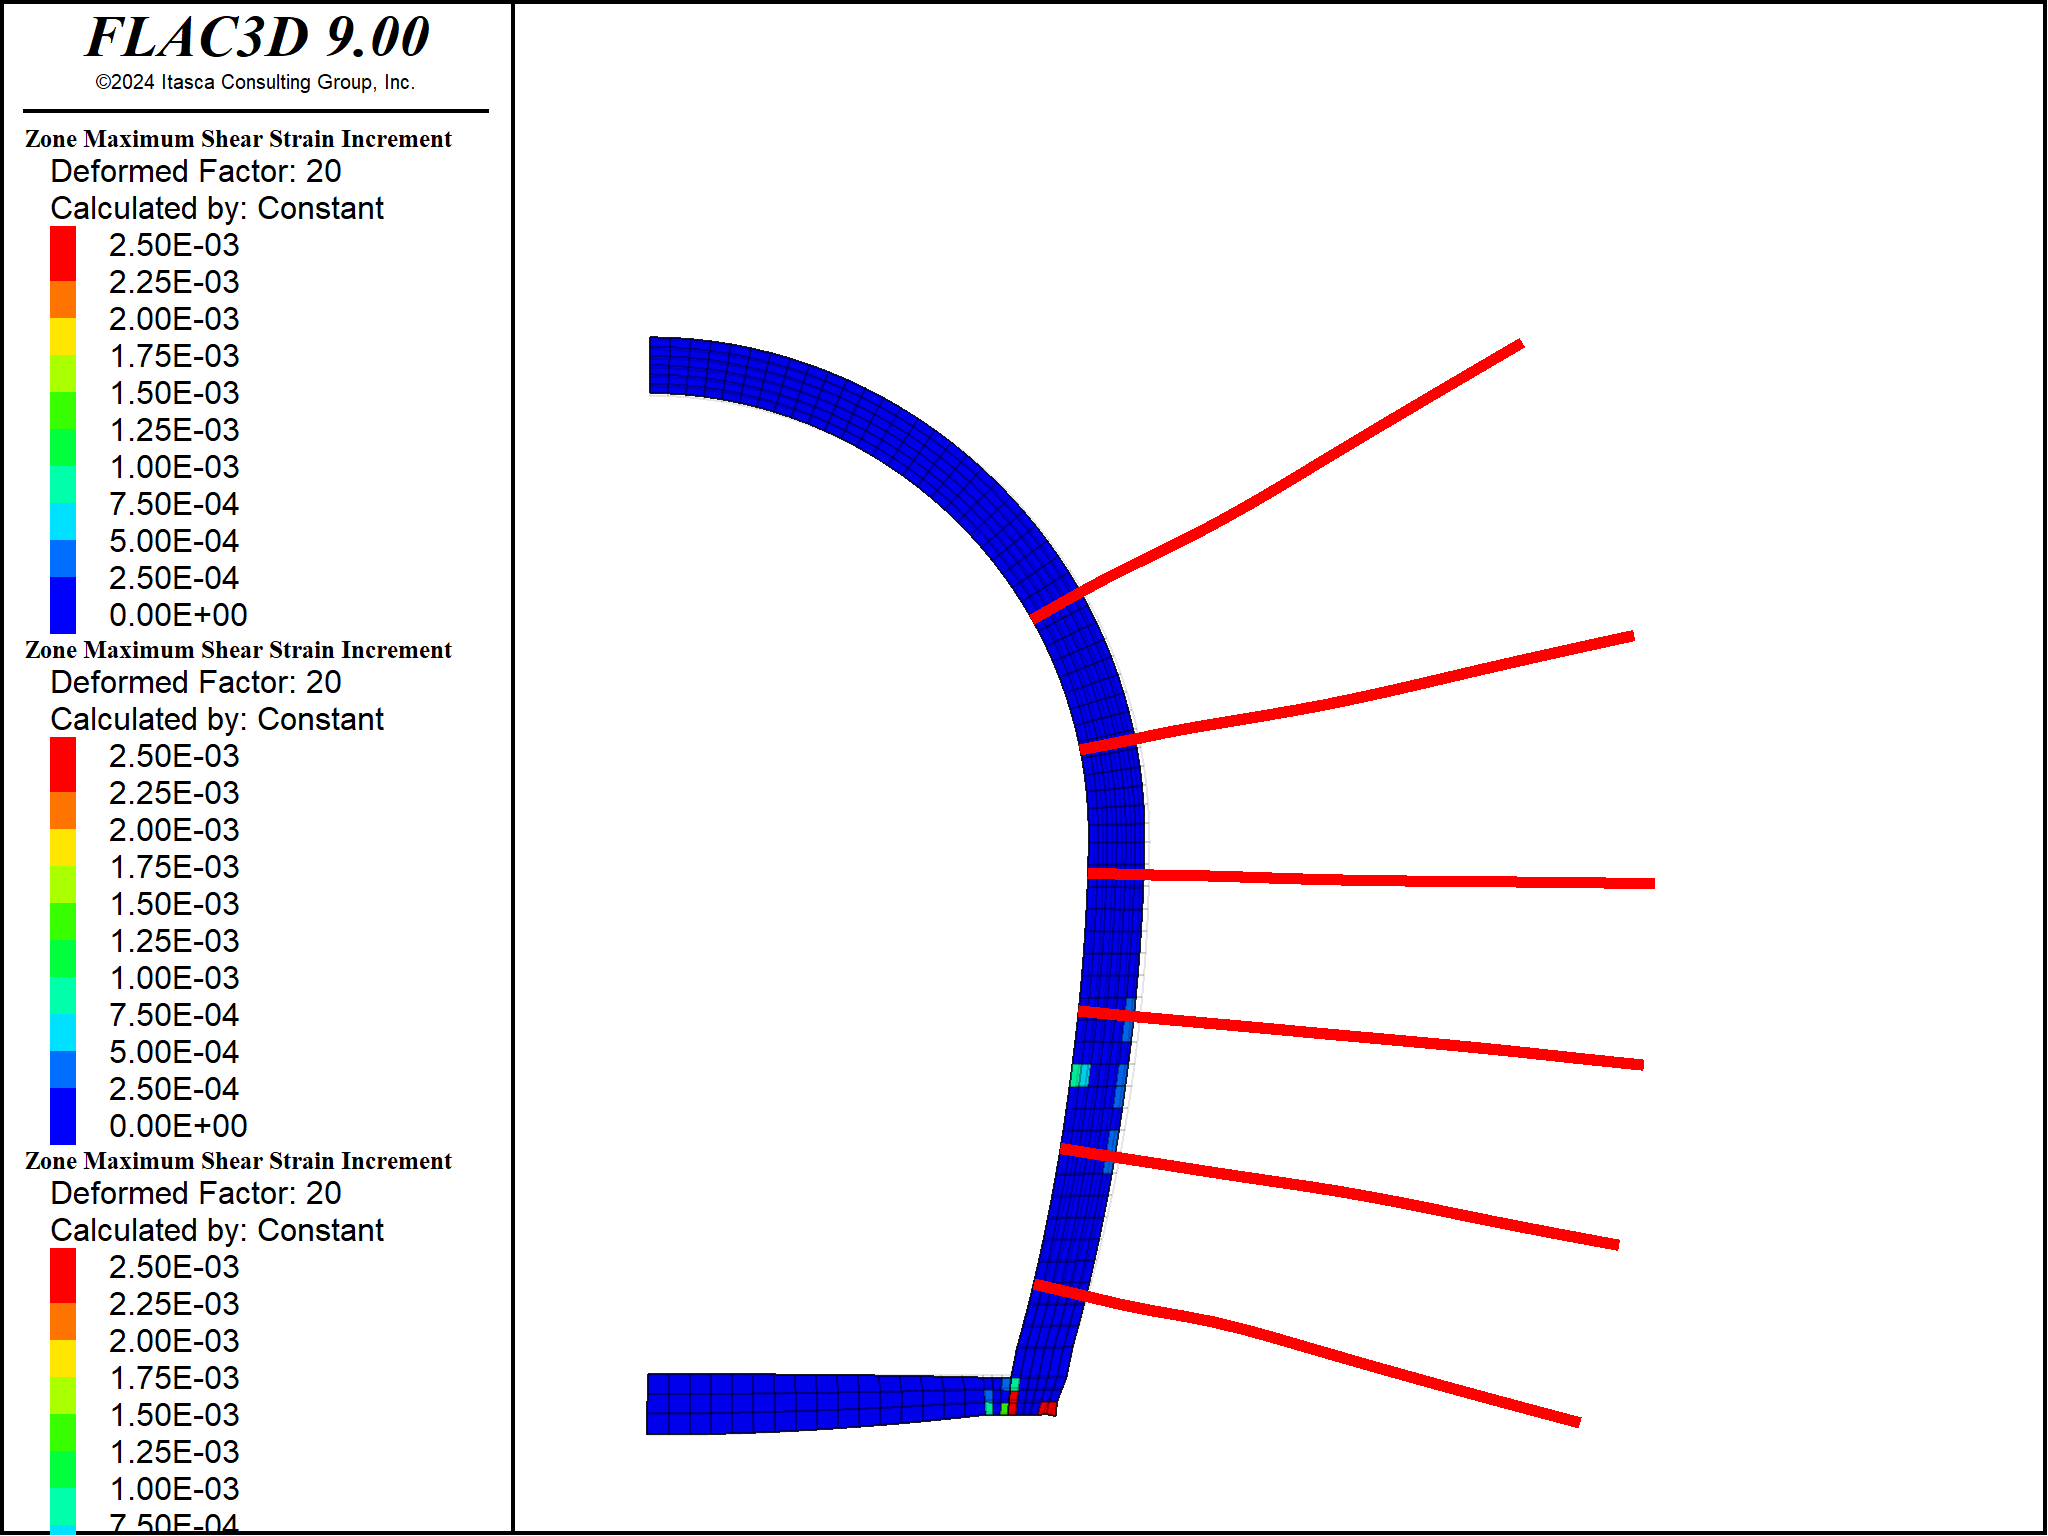 FLAC3D 9.00
©2024 Itasca Consulting Group, Inc.
Zone Maximum Shear Strain Increment
Deformed Factor: 20
Calculated by: Constant
2.50E-03
2.25E-03
2.00E-03
1.75E-03
1.50E-03
1.25E-03
1.00E-03
7.50E-04
5.00E-04
2.50E-04
0.00E+00
Zone Maximum Shear Strain Increment
Deformed Factor: 20
Calculated by: Constant
2.50E-03
2.25E-03
2.00E-03
1.75E-03
1.50E-03
1.25E-03
1.00E-03
7.50E-04
5.00E-04
2.50E-04
0.00E+00
Zone Maximum Shear Strain Increment
Deformed Factor: 20
Calculated by: Constant
2.50E-03
2.25E-03
2.00E-03
1.75E-03
1.50E-03
1.25E-03
1.00E-03
7.50E-04